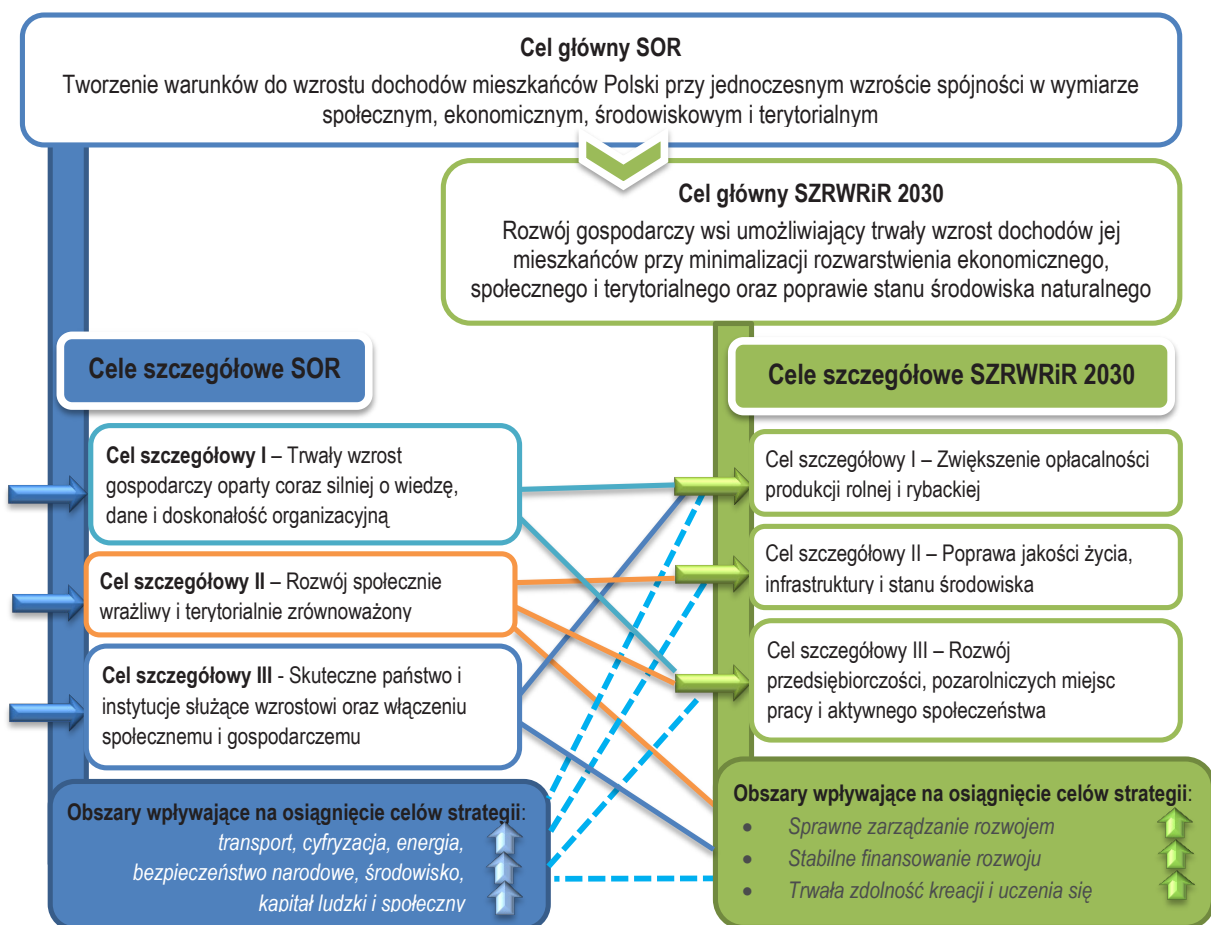 Cel główny SOR
Tworzenie warunków do wzrostu dochodów mieszkańców Polski przy jednoczesnym wzroście spójności w wymiarze
społecznym, ekonomicznym, środowiskowym i terytorialnym
Cel główny SZRWRiR 2030
Rozwój gospodarczy wsi umożliwiający trwały wzrost dochodów jej
mieszkańców przy minimalizacji rozwarstwienia ekonomicznego,
społecznego i terytorialnego oraz poprawie stanu środowiska naturalnego
Cele szczegółowe SOR
Cel szczegółowy I – Trwały wzrost
gospodarczy oparty coraz silniej o wiedzę,
dane i doskonałość organizacyjną
Cel szczegółowy II – Rozwój społecznie
wrażliwy i terytorialnie zrównoważony
Cel szczegółowy III - Skuteczne państwo i
instytucje służące wzrostowi oraz włączeniu
społecznemu i gospodarczemu
Obszary wpływające na osiągnięcie celów strategii:
transport, cyfryzacja, energia,
bezpieczeństwo narodowe, środowisko,
kapitał ludzki i społeczny
Cele szczegółowe SZRWRiR 2030
Cel szczegółowy I – Zwiększenie opłacalności
produkcji rolnej i rybackiej
Cel szczegółowy II – Poprawa jakości życia,
infrastruktury i stanu środowiska
Cel szczegółowy III – Rozwój
przedsiębiorczości, pozarolniczych miejsc
pracy i aktywnego społeczeństwa
Obszary wpływające na osiągnięcie celów strategii:
• Sprawne zarządzanie rozwojem
• Stabilne finansowanie rozwoju
• Trwała zdolność kreacji i uczenia się